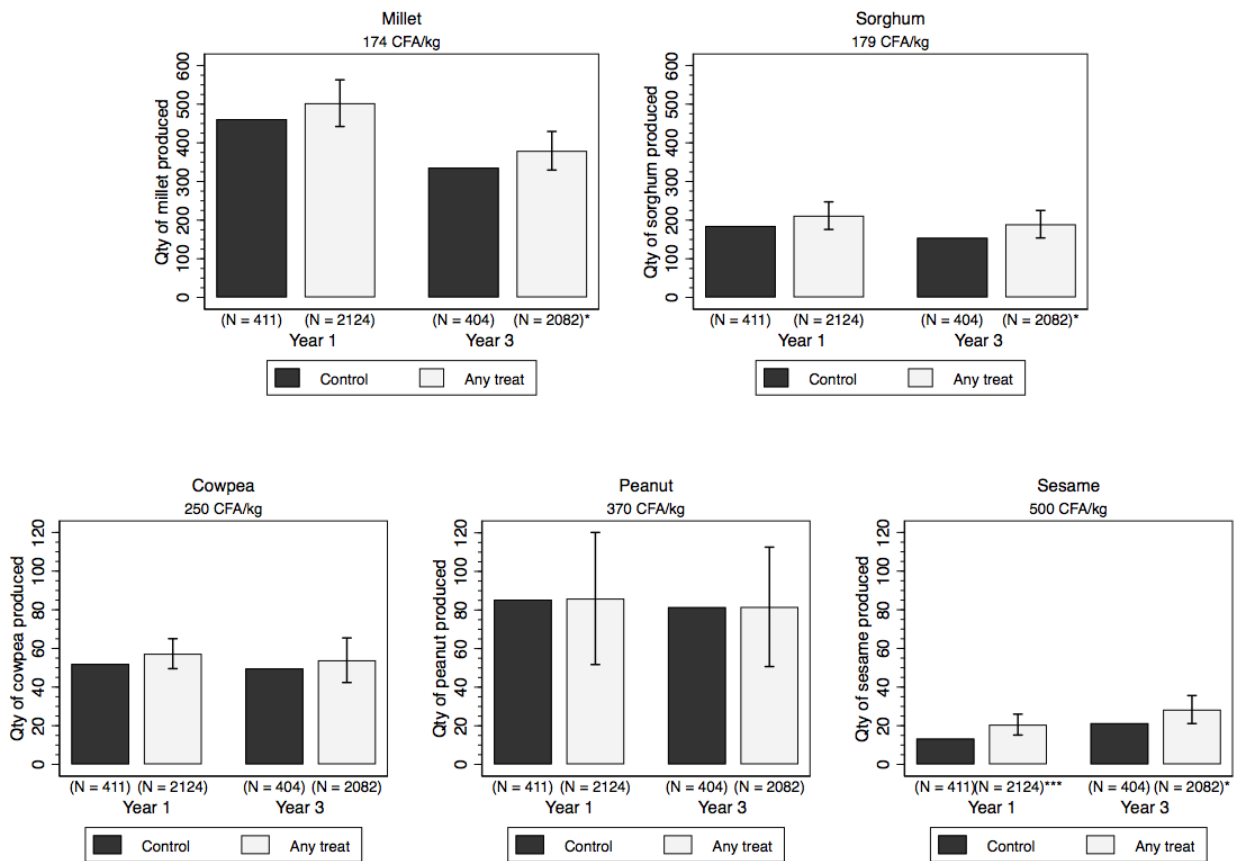 Millet
174 CFA/kg
Qty of millet produced
0 100 200 300 400 500 600
(N = 411) (N = 2124) (N = 404) (N = 2082)*
Year 1 Year 3
Control Any treat
Sorghum
179 CFA/kg
Qty of sorghum produced
0 100 200 300 400 500 600
(N = 411) (N = 2124) (N = 404) (N = 2082)*
Year 1 Year 3
Control Any treat
Cowpea
250 CFA/kg
Qty of cowpea produced
0 20 40 60 80 100 120
(N = 411) (N = 2124) (N = 404) (N = 2082)
Year 1 Year 3
Control Any treat
Peanut
370 CFA/kg
Qty of peanut produced
0 20 40 60 80 100 120
(N = 411) (N = 2124) (N = 404) (N = 2082)
Year 1 Year 3
Control Any treat
Sesame
500 CFA/kg
Qty of sesame produced
0 20 40 60 80 100 120
(N = 411)(N = 2124)*** (N = 404) (N = 2082)*
Year 1 Year 3
Control Any treat